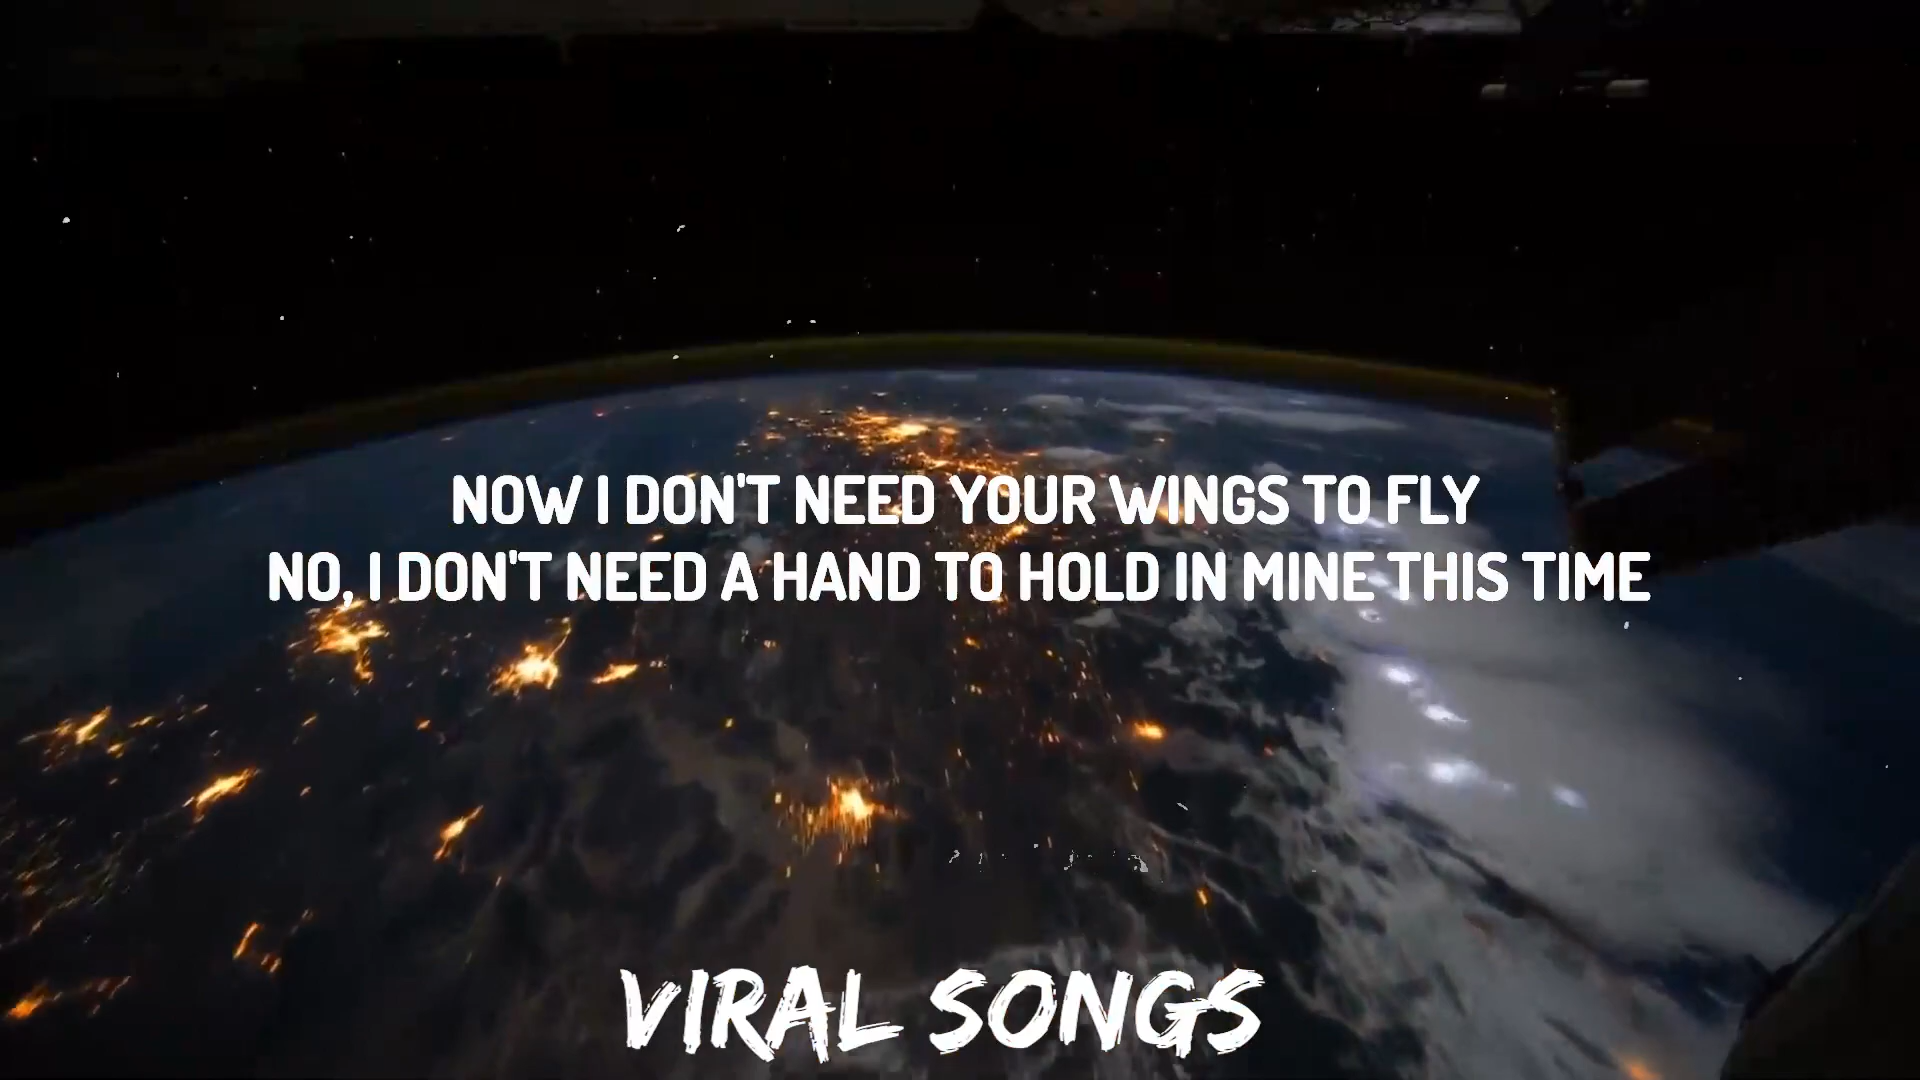 NOW I DON'T NEED YOUR WINGS TO FLY
NO, I DON'T NEED A HAND TO HOLD IN MINE THIS TIME
VIRAL SONGS